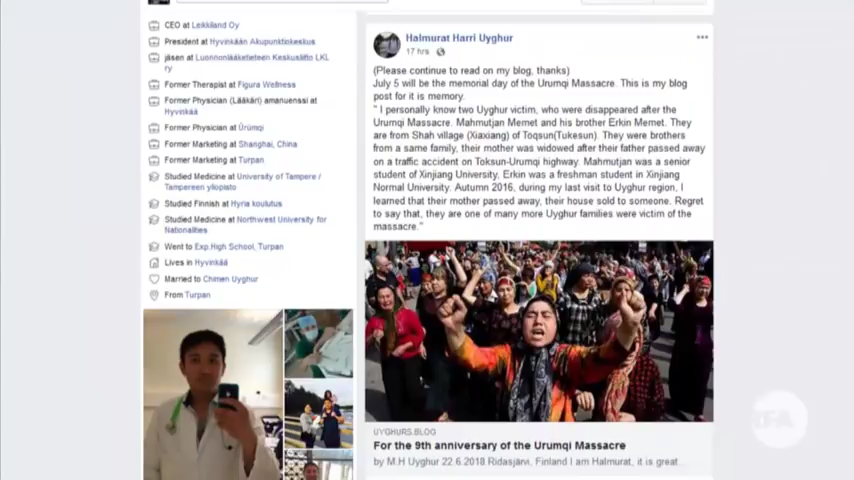 CEO at Leikkiland Oy
President at Hyvinkään Akupunktiokeskus
jäsen at Luonnonlääketieteen Keskusliitto LKL
ry
Former Therapist at Figura Wellness
Former Physician (Lääkäri) amanuenssi at
Hyvinkää
Former Physician at Ürümqi
Former Marketing at Shanghai, China
Former Marketing at Turpan
Studied Medicine at University of Tampere /
Tampereen yliopisto
Studied Finnish at Hyria koulutus
Studied Medicine at Northwest University for
Nationalities
Went to Exp.High School, Turpan
Lives in Hyvinkää
Married to Chimen Uyghur
From Turpan
Halmurat Harri Uyghur
17 hrs
(Please continue to read on my blog, thanks)
July 5 will be the memorial day of the Urumqi Massacre. This is my blog
post for it is memory.
" I personally know two Uyghur victim, who were disappeared after the
Urumqi Massacre. Mahmutjan Memet and his brother Erkin Memet. They
are from Shah village (Xiaxiang) of Toqsun(Tukesun). They were brothers
from a same family, their mother was widowed after their father passed away
on a traffic accident on Toksun-Urumqi highway. Mahmutjan was a senior
student of Xinjiang University, Erkin was a freshman student in Xinjiang
Normal University. Autumn 2016, during my last visit to Uyghur region, I
learned that their mother passed away, their house sold to someone. Regret
to say that, they are one of many more Uyghur families were victim of the
massacre."
UYGHURS.BLOG
For the 9th anniversary of the Urumqi Massacre
by M.H Uyghur 22.6.2018 Ridasjärvi, Finland I am Halmurat, it is great
RFA